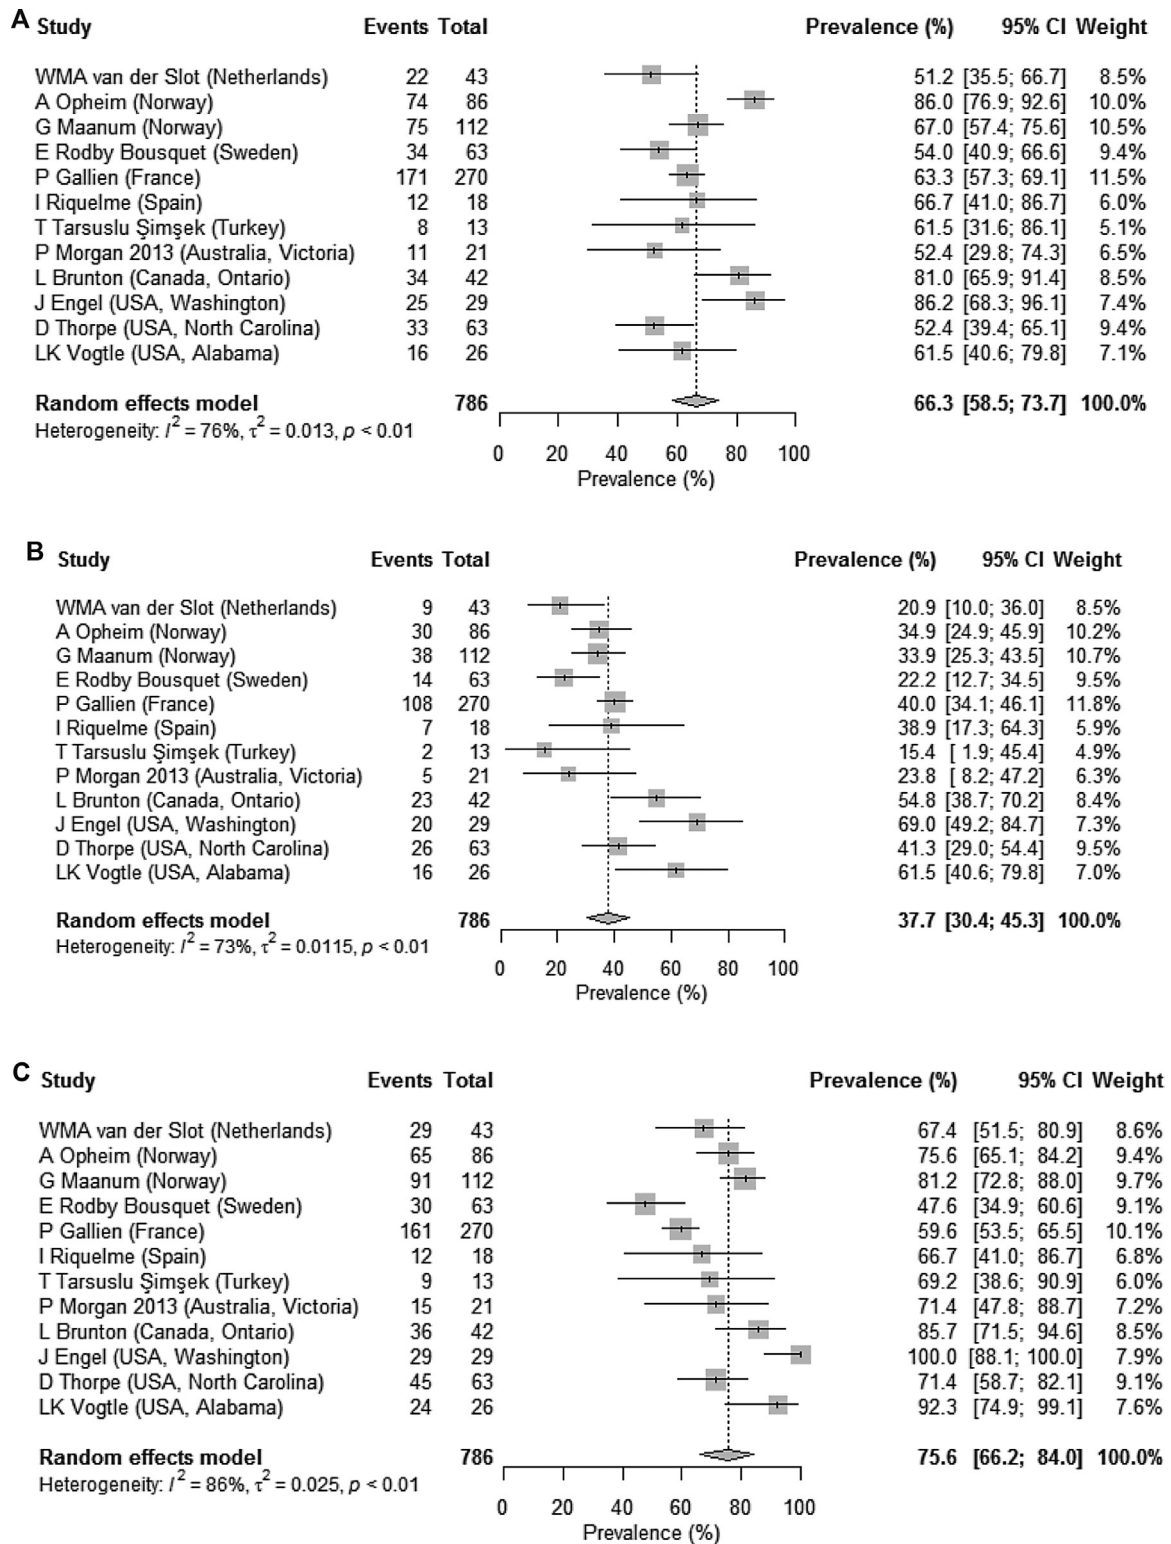 A Study Events Total Prevalence (%) 95% CI Weight
WMA van der Slot (Netherlands) 22 43 51.2 [35.5; 66.7] 8.5%
A Opheim (Norway) 74 86 86.0 [76.9; 92.6] 10.0%
G Maanum (Norway) 75 112 67.0 [57.4; 75.6] 10.5%
E Rodby Bousquet (Sweden) 34 63 54.0 [40.9; 66.6] 9.4%
P Gallien (France) 171 270 63.3 [57.3; 69.1] 11.5%
I Riquelme (Spain) 12 18 66.7 [41.0; 86.7] 6.0%
T Tarsuslu Şimşek (Turkey) 8 13 61.5 [31.6; 86.1] 5.1%
P Morgan 2013 (Australia, Victoria) 11 21 52.4 [29.8; 74.3] 6.5%
L Brunton (Canada, Ontario) 34 42 81.0 [65.9; 91.4] 8.5%
J Engel (USA, Washington) 25 29 86.2 [68.3; 96.1] 7.4%
D Thorpe (USA, North Carolina) 33 63 52.4 [39.4; 65.1] 9.4%
LK Vogtle (USA, Alabama) 16 26 61.5 [40.6; 79.8] 7.1%
Random effects model 786 66.3 [58.5; 73.7] 100.0%
Heterogeneity: I² = 76%, τ² = 0.013, p < 0.01
0 20 40 60 80 100
Prevalence (%)
B Study Events Total Prevalence (%) 95% CI Weight
WMA van der Slot (Netherlands) 9 43 20.9 [10.0; 36.0] 8.5%
A Opheim (Norway) 30 86 34.9 [24.9; 45.9] 10.2%
G Maanum (Norway) 38 112 33.9 [25.3; 43.5] 10.7%
E Rodby Bousquet (Sweden) 14 63 22.2 [12.7; 34.5] 9.5%
P Gallien (France) 108 270 40.0 [34.1; 46.1] 11.8%
I Riquelme (Spain) 7 18 38.9 [17.3; 64.3] 5.9%
T Tarsuslu Şimşek (Turkey) 2 13 15.4 [ 1.9; 45.4] 4.9%
P Morgan 2013 (Australia, Victoria) 5 21 23.8 [ 8.2; 47.2] 6.3%
L Brunton (Canada, Ontario) 23 42 54.8 [38.7; 70.2] 8.4%
J Engel (USA, Washington) 20 29 69.0 [49.2; 84.7] 7.3%
D Thorpe (USA, North Carolina) 26 63 41.3 [29.0; 54.4] 9.5%
LK Vogtle (USA, Alabama) 16 26 61.5 [40.6; 79.8] 7.0%
Random effects model 786 37.7 [30.4; 45.3] 100.0%
Heterogeneity: I² = 73%, τ² = 0.0115, p < 0.01
0 20 40 60 80 100
Prevalence (%)
C Study Events Total Prevalence (%) 95% CI Weight
WMA van der Slot (Netherlands) 29 43 67.4 [51.5; 80.9] 8.6%
A Opheim (Norway) 65 86 75.6 [65.1; 84.2] 9.4%
G Maanum (Norway) 91 112 81.2 [72.8; 88.0] 9.7%
E Rodby Bousquet (Sweden) 30 63 47.6 [34.9; 60.6] 9.1%
P Gallien (France) 161 270 59.6 [53.5; 65.5] 10.1%
I Riquelme (Spain) 12 18 66.7 [41.0; 86.7] 6.8%
T Tarsuslu Şimşek (Turkey) 9 13 69.2 [38.6; 90.9] 6.0%
P Morgan 2013 (Australia, Victoria) 15 21 71.4 [47.8; 88.7] 7.2%
L Brunton (Canada, Ontario) 36 42 85.7 [71.5; 94.6] 8.5%
J Engel (USA, Washington) 29 29 100.0 [88.1; 100.0] 7.9%
D Thorpe (USA, North Carolina) 45 63 71.4 [58.7; 82.1] 9.1%
LK Vogtle (USA, Alabama) 24 26 92.3 [74.9; 99.1] 7.6%
Random effects model 786 75.6 [66.2; 84.0] 100.0%
Heterogeneity: I² = 86%, τ² = 0.025, p < 0.01
0 20 40 60 80 100
Prevalence (%)